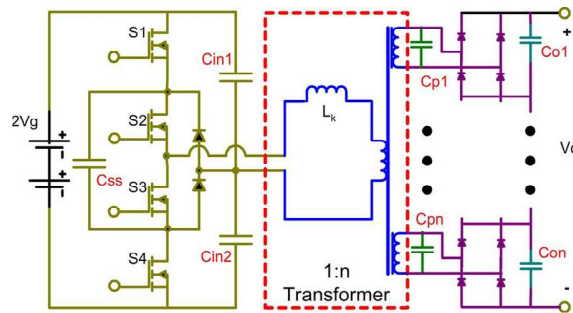 S1
Cin1
Cp1
Co1
+
2Vg
+
-
+
-
S2
Css
Lk
Vo
S3
S4
Cin2
1:n
Transformer
Cpn
Con
-